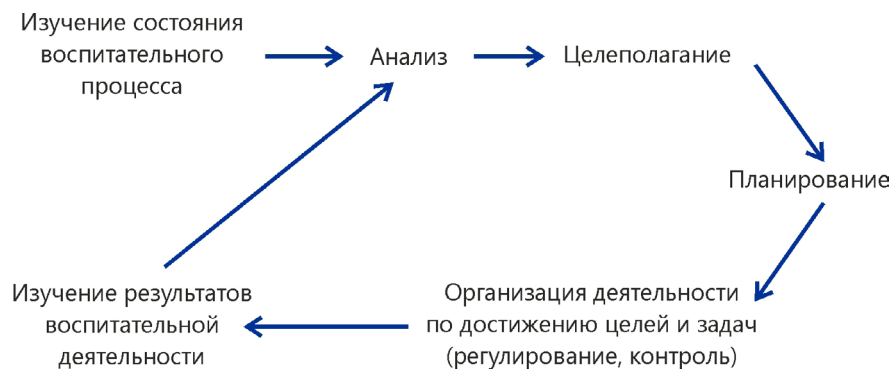 Изучение состояния
воспитательного
процесса
Анализ
Целеполагание
Планирование
Организация деятельности
по достижению целей и задач
(регулирование, контроль)
Изучение результатов
воспитательной
деятельности